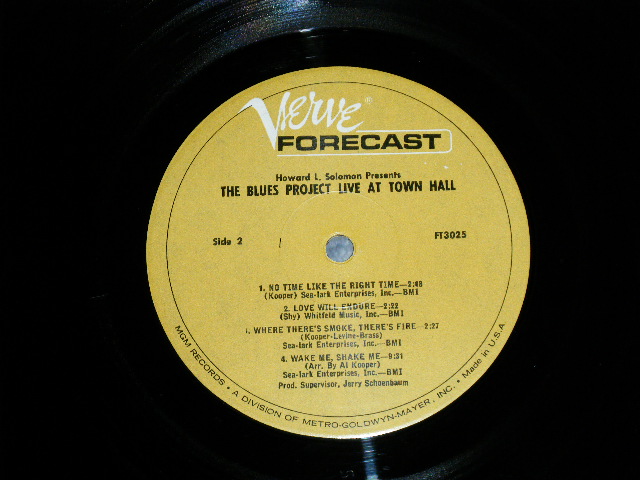 Verve®
FORECAST
Howard L. Solomon Presents
THE BLUES PROJECT LIVE AT TOWN HALL
Side 2
FT3025
1. NO TIME LIKE THE RIGHT TIME—2:48
(Kooper) Sea-lark Enterprises, Inc.—BMI
2. LOVE WILL ENDURE—2:22
(Shy) Whitfeld Music, Inc.—BMI
3. WHERE THERE'S SMOKE, THERE'S FIRE—2:27
(Kooper-Levine-Brass)
Sea-lark Enterprises, Inc.—BMI
4. WAKE ME, SHAKE ME—9:31
(Arr. By Al Kooper)
Sea-lark Enterprises, Inc.—BMI
Prod. Supervisor, Jerry Schoenbaum
MGM RECORDS • A DIVISION OF METRO-GOLDWYN-MAYER, INC. • Made in U.S.A.